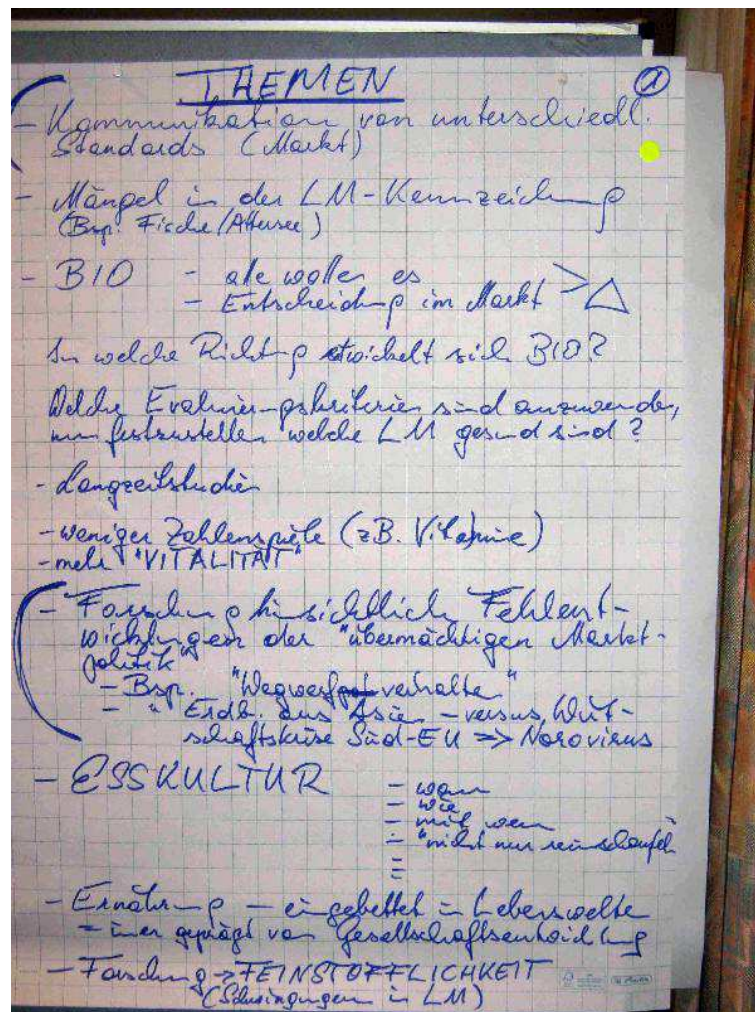 THEMEN
1
- Kommunikation von unterschiedl.
Standards (Markt)
- Mängel in der LM-Kennzeichnung
(Bsp. Fische/Attersee)
- BIO - alle wollen es
- Entscheidung im Markt >
In welche Richtung entwickelt sich BIO?
Welche Evaluierungskriterien sind anzuwenden,
um festzustellen welche LM gesund sind?
- Langzeitstudien
- weniger Zahlenspiele (zB. Vitamine)
- mehr "VITALITÄT"
- Forschung hinsichtlich Fehlent-
wicklungen der "übermächtigen Markt-
politik"
- Bsp. "Wegwerfverhalten"
- " Erdb. aus Asien - versus Wirt-
schaftskrise Süd-EU => Norovirus
- ESSKULTUR - wann
- wie
- mit wem
- "nicht nur reinschaufeln
-
-
- Ernährung - eingebettet in Lebenswelten
- immer geprägt von Gesellschaftsentwicklung
- Forschung → FEINSTOFFLICHKEIT
(Schwingungen in LM)